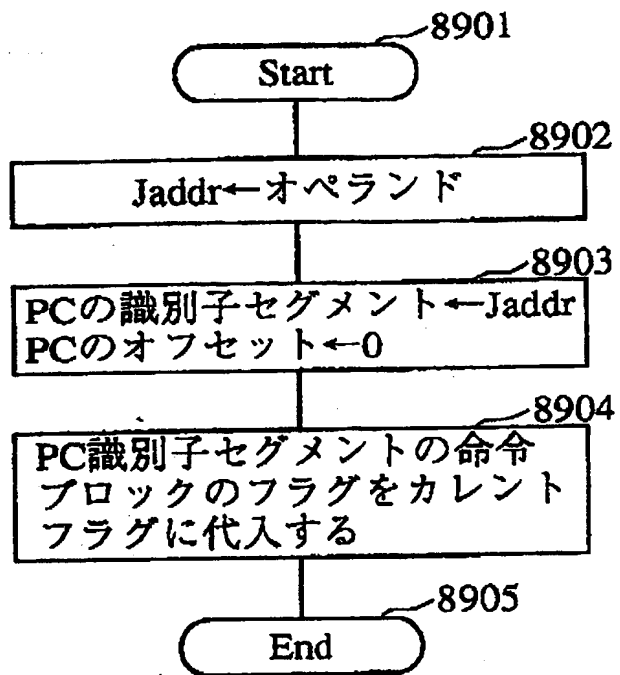 8901
Start
8902
Jaddr←オペランド
8903
PCの識別子セグメント←Jaddr
PCのオフセット←0
8904
PC識別子セグメントの命令
ブロックのフラグをカレント
フラグに代入する
8905
End